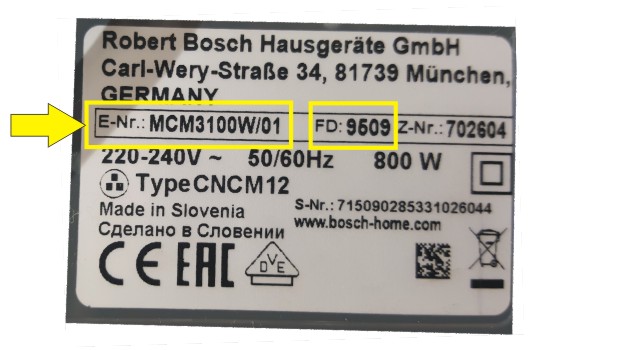 Robert Bosch Hausgeräte GmbH
Carl-Wery-Straße 34, 81739 München,
GERMANY
E-Nr.: MCM3100W/01 FD: 9509 Z-Nr.: 702604
220-240V ~ 50/60Hz 800 W
Type CNCM12
Made in Slovenia
S-Nr.: 715090285331026044
Сделано в Словении
www.bosch-home.com
CE EAC DVE